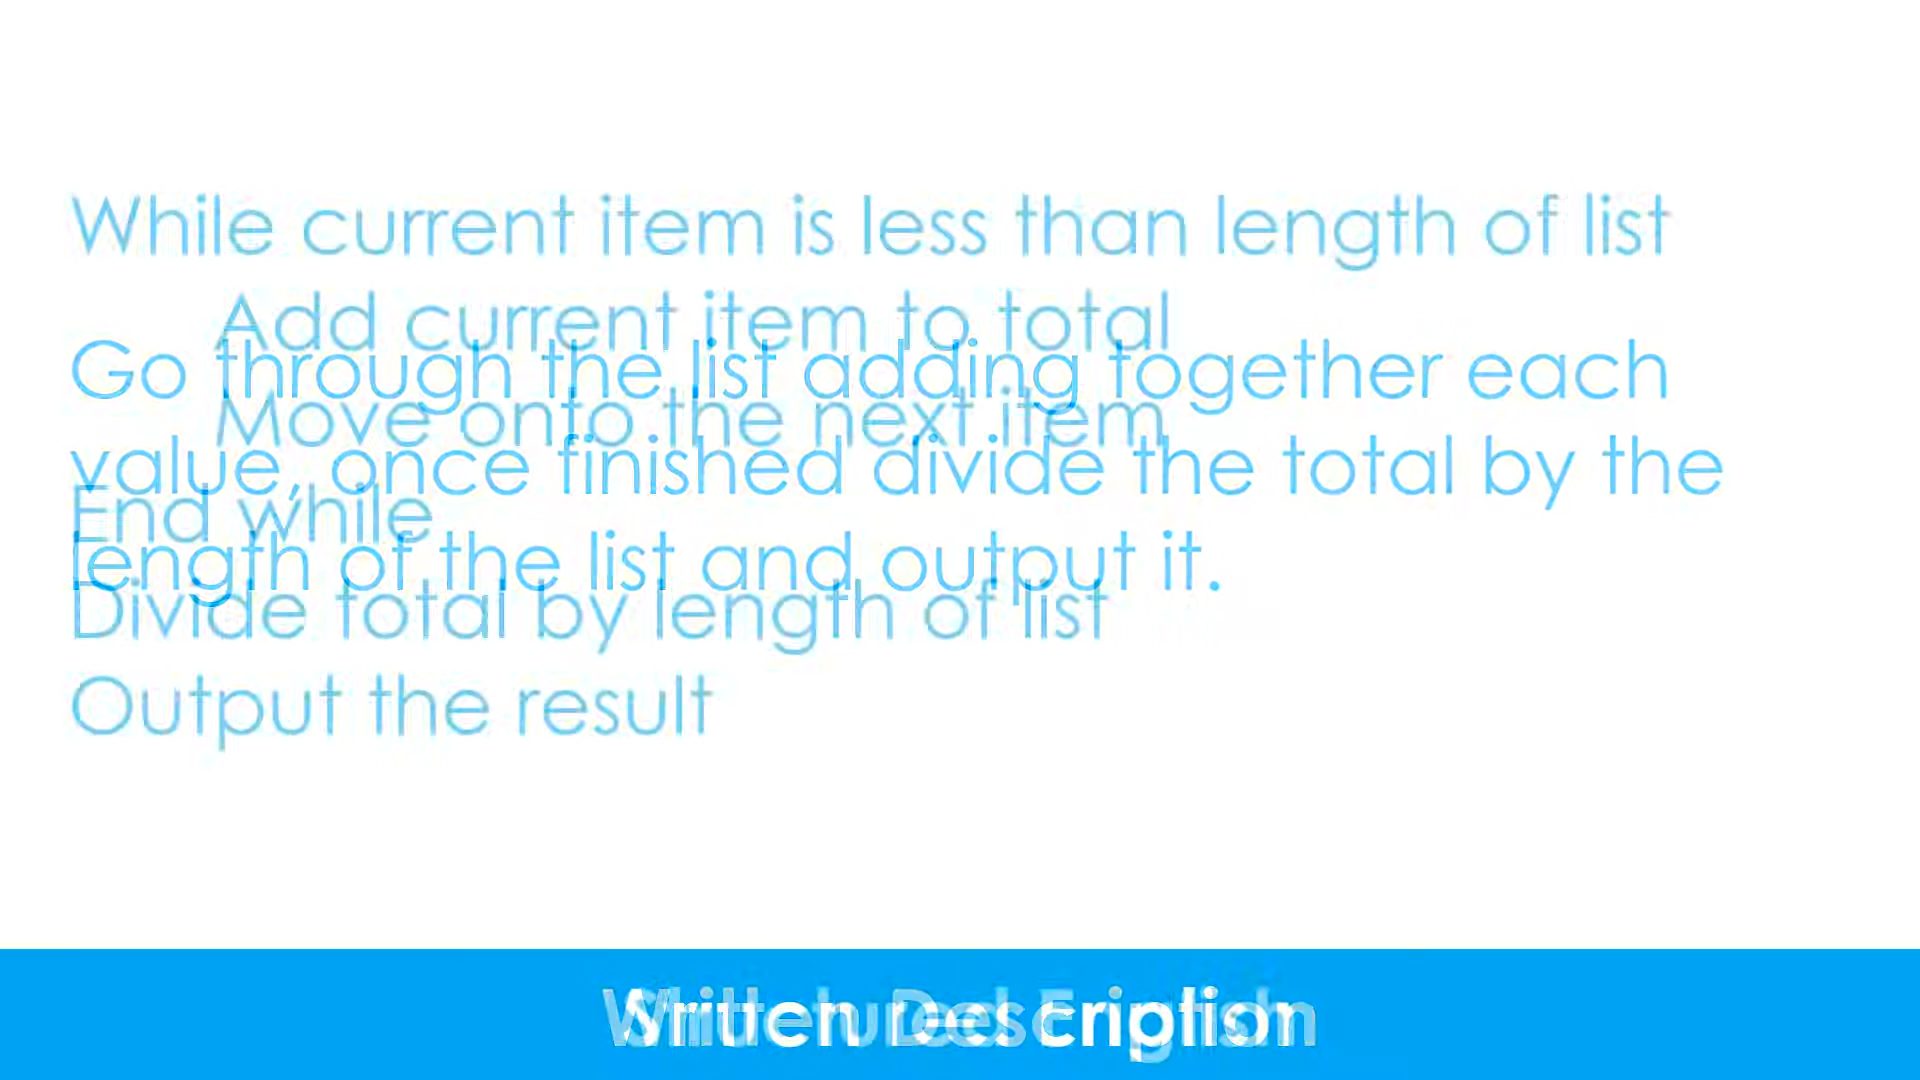 While current item is less than length of list
Add current item to total
Go through the list adding together each
Move onto the next item
value, once finished divide the total by the
End while
length of the list and output it.
Divide total by length of list
Output the result
Written Description
Structured English